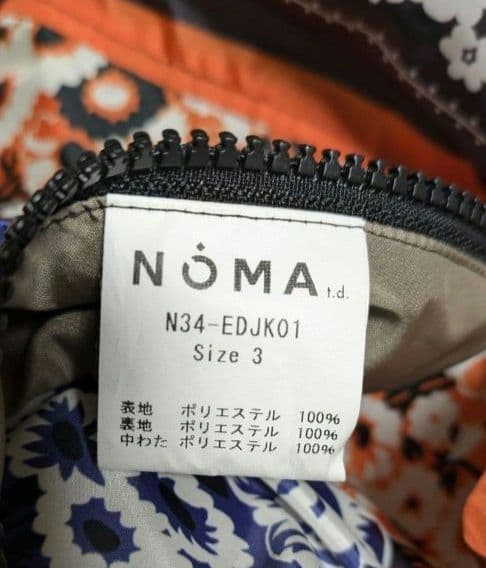 NOMA t.d.
N34-EDJK01
Size 3
表地 ポリエステル 100%
裏地 ポリエステル 100%
中わた ポリエステル 100%